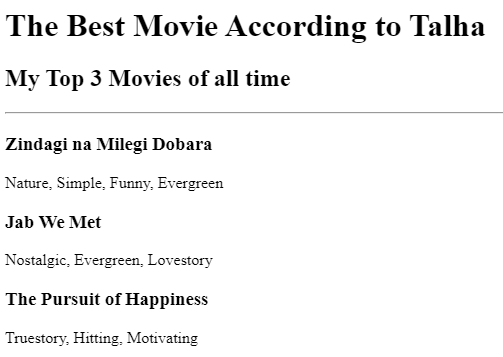 The Best Movie According to Talha
My Top 3 Movies of all time
Zindagi na Milegi Dobara
Nature, Simple, Funny, Evergreen
Jab We Met
Nostalgic, Evergreen, Lovestory
The Pursuit of Happiness
Truestory, Hitting, Motivating